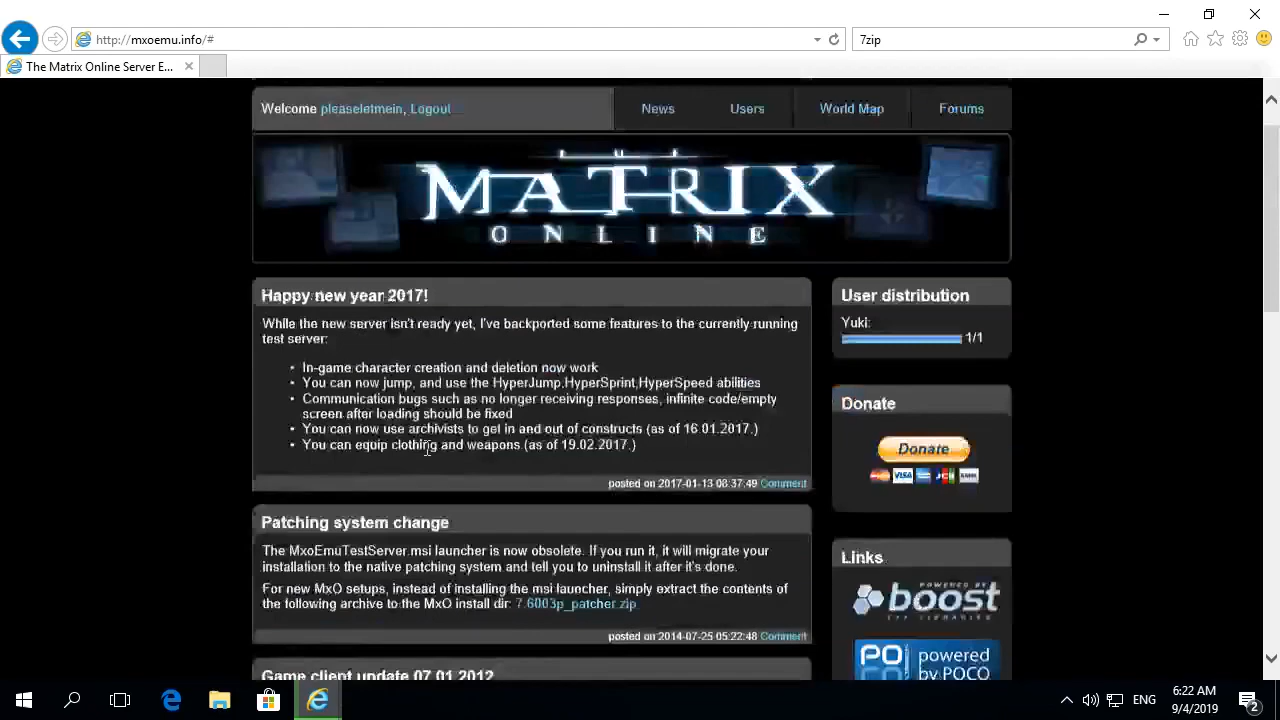 http://mxoemu.info/#
7zip
The Matrix Online Server E...
Welcome pleaseletmein, Logout
News
Users
World Map
Forums
MATRIX
ONLINE
Happy new year 2017!
While the new server isn't ready yet, I've backported some features to the currently running
test server:
• In-game character creation and deletion now work
• You can now jump, and use the HyperJump,HyperSprint,HyperSpeed abilities
• Communication bugs such as no longer receiving responses, infinite code/empty
screen after loading should be fixed
• You can now use archivists to get in and out of constructs (as of 16.01.2017.)
• You can equip clothing and weapons (as of 19.02.2017.)
posted on 2017-01-13 08:37:49 Comment
User distribution
Yuki:
1/1
Donate
Donate
VISA
Patching system change
The MxoEmuTestServer.msi launcher is now obsolete. If you run it, it will migrate your
installation to the native patching system and tell you to uninstall it after it's done.
For new MxO setups, instead of installing the msi launcher, simply extract the contents of
the following archive to the MxO install dir: 7.6003p_patcher.zip
posted on 2014-07-25 05:22:48 Comment
Links
POWERED BY
boost
C++ LIBRARIES
POCO
powered
by POCO
Game client update 07.01.2012
ENG
6:22 AM
9/4/2019
2